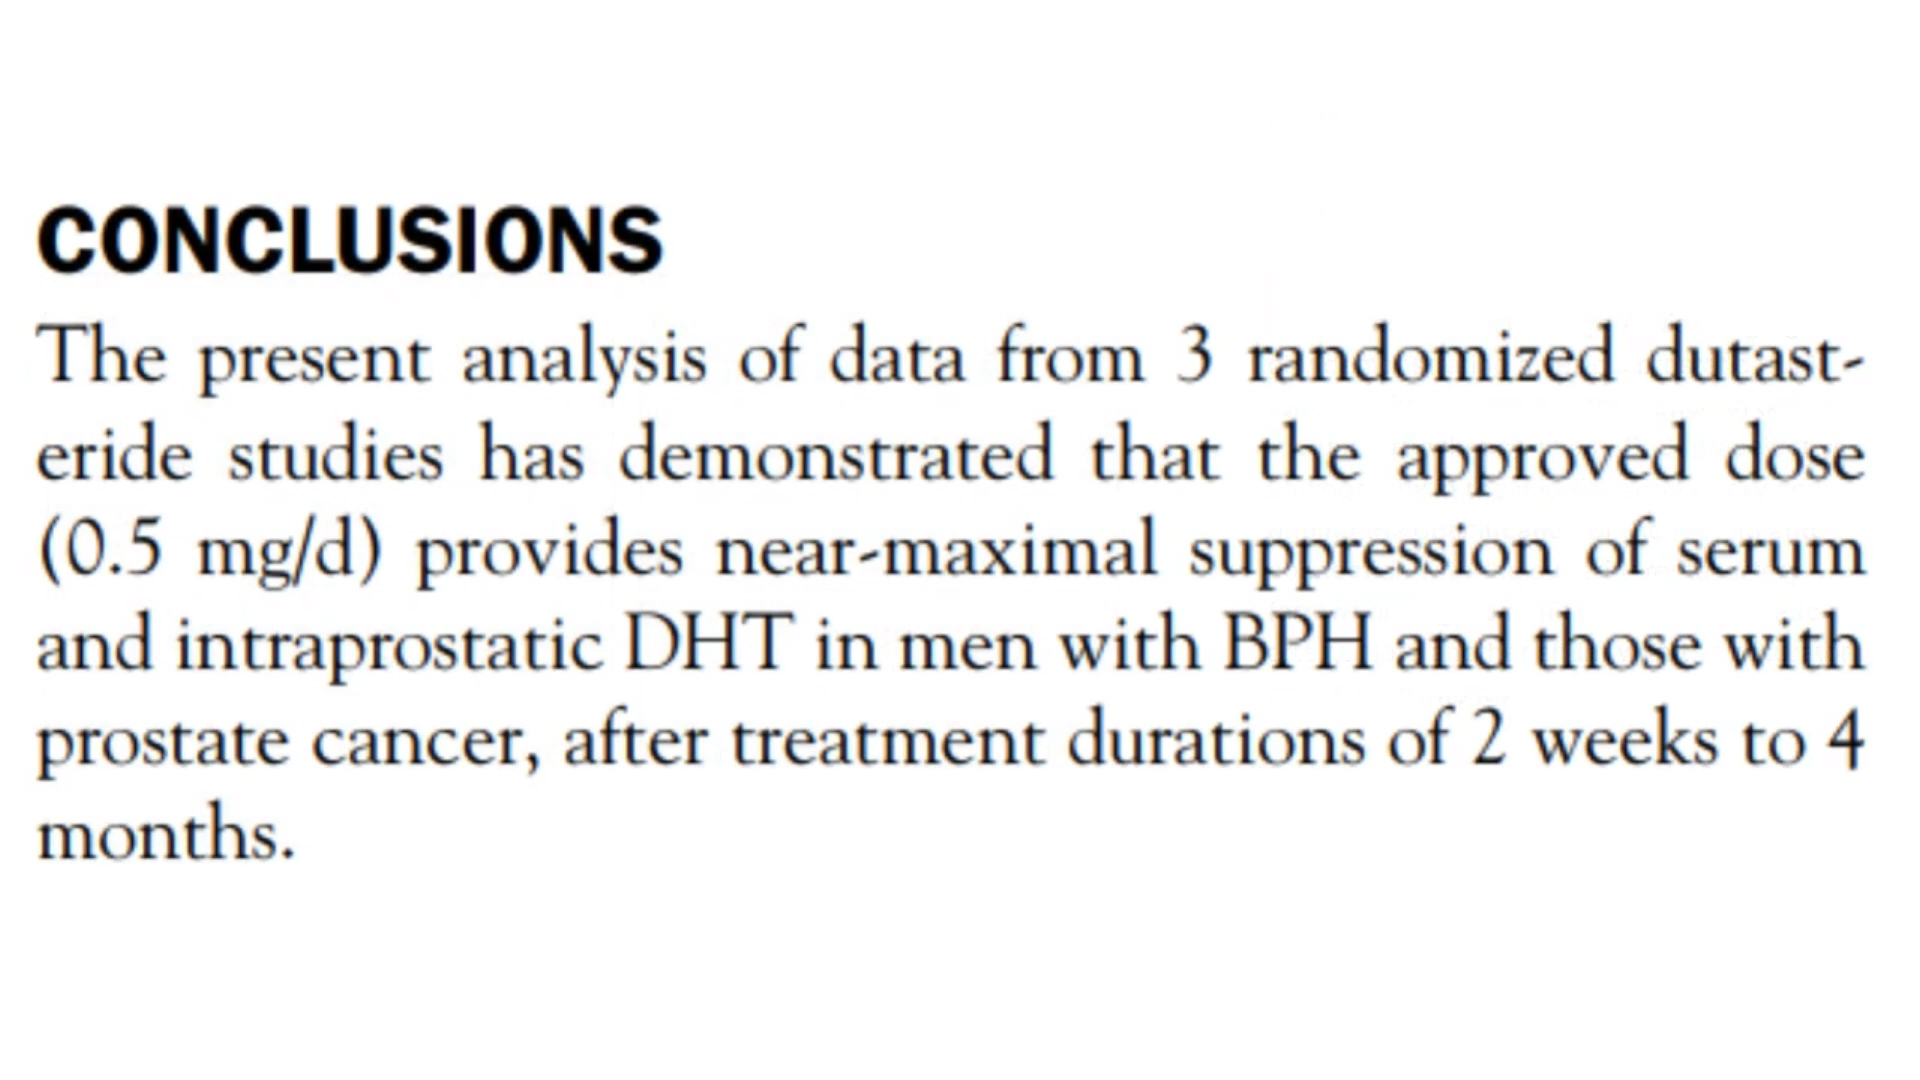 CONCLUSIONS
The present analysis of data from 3 randomized dutast-
eride studies has demonstrated that the approved dose
(0.5 mg/d) provides near-maximal suppression of serum
and intraprostatic DHT in men with BPH and those with
prostate cancer, after treatment durations of 2 weeks to 4
months.